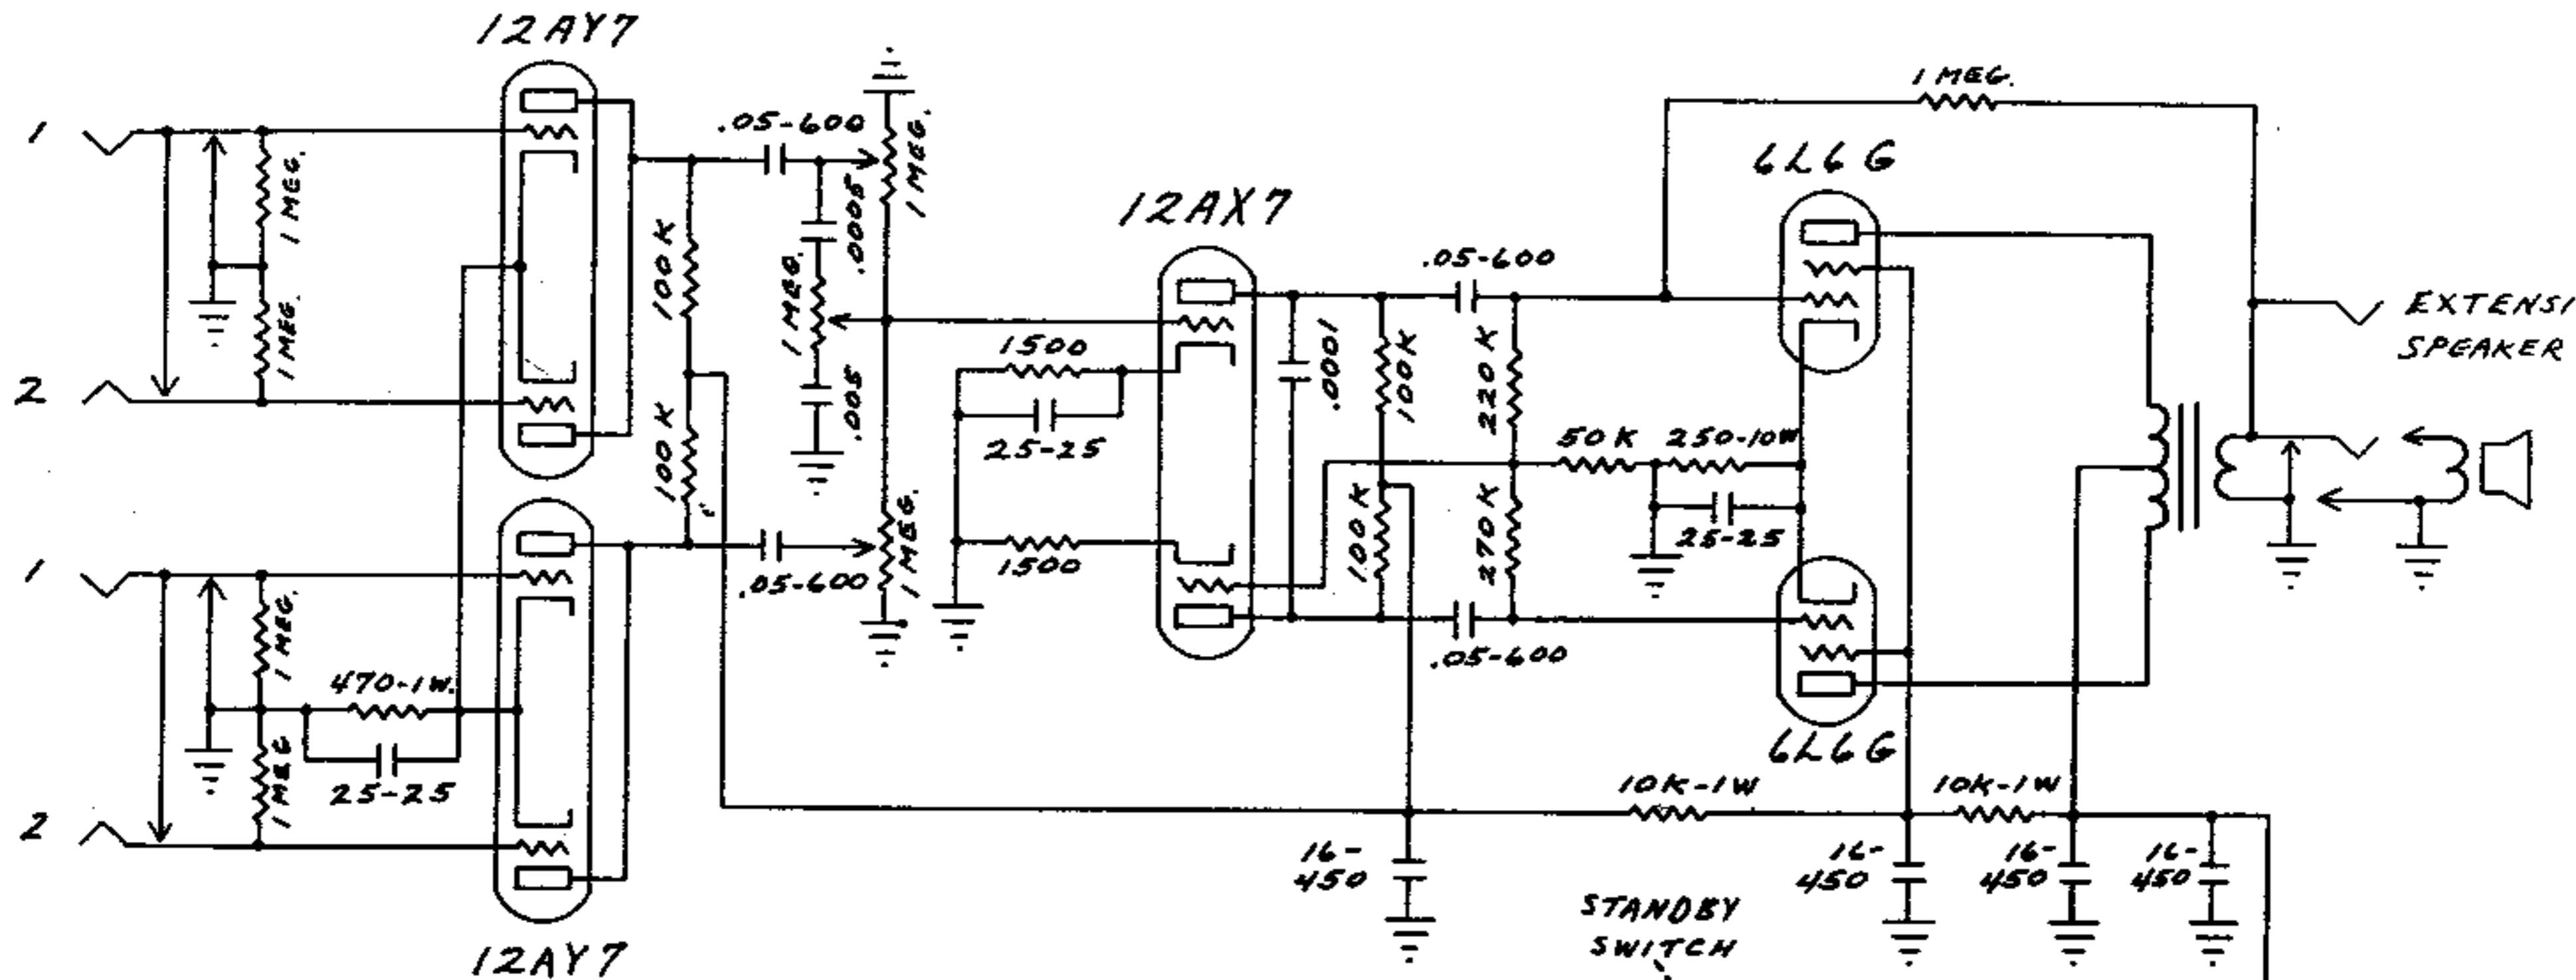 12AY7
1
2
1 MEG.
1 MEG.
.05-600
100 K
100 K
.0005
1 MEG.
1 MEG.
.005
1
2
1 MEG.
1 MEG
470-1W.
25-25
12AY7
.05-600
1 MEG.
12AX7
1500
25-25
1500
.0001
100K
100K
.05-600
220K
270K
.05-600
1 MEG.
6L6G
50K
250-10W
25-25
6L6G
EXTENSI
SPEAKER
10K-1W
10K-1W
16-
450
16-
450
16-
450
16-
450
STANDBY
SWITCH